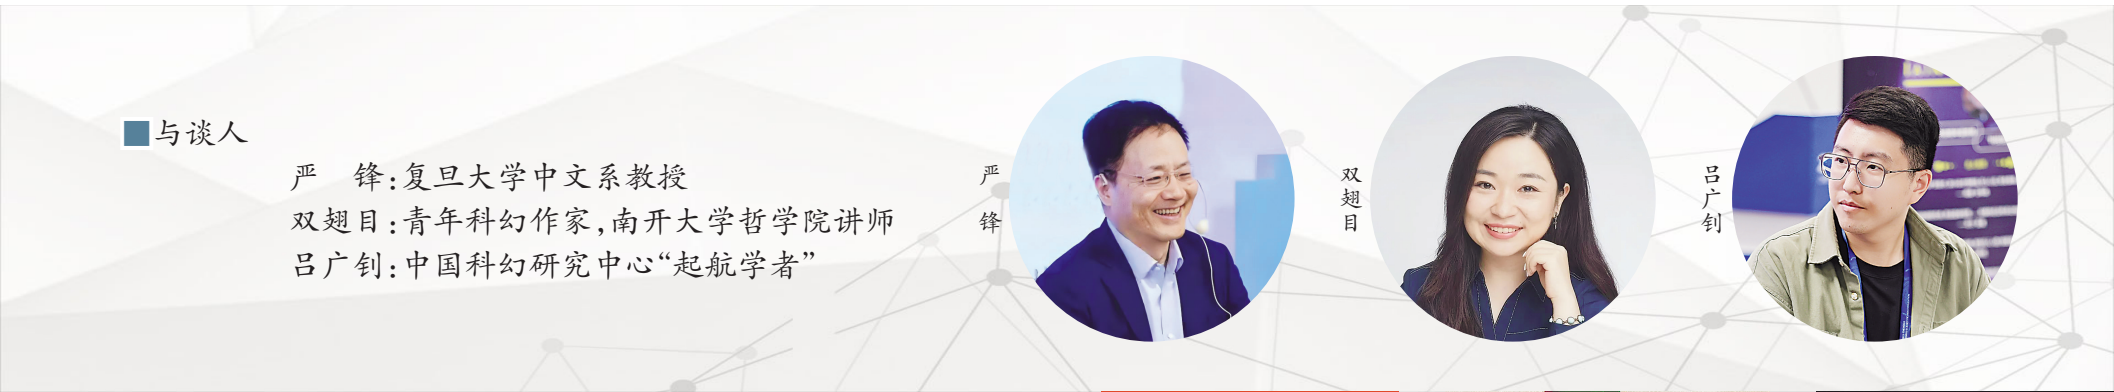 与谈人
严　锋：复旦大学中文系教授
双翅目：青年科幻作家，南开大学哲学院讲师
吕广钊：中国科幻研究中心“起航学者”
严锋
双翅目
吕广钊